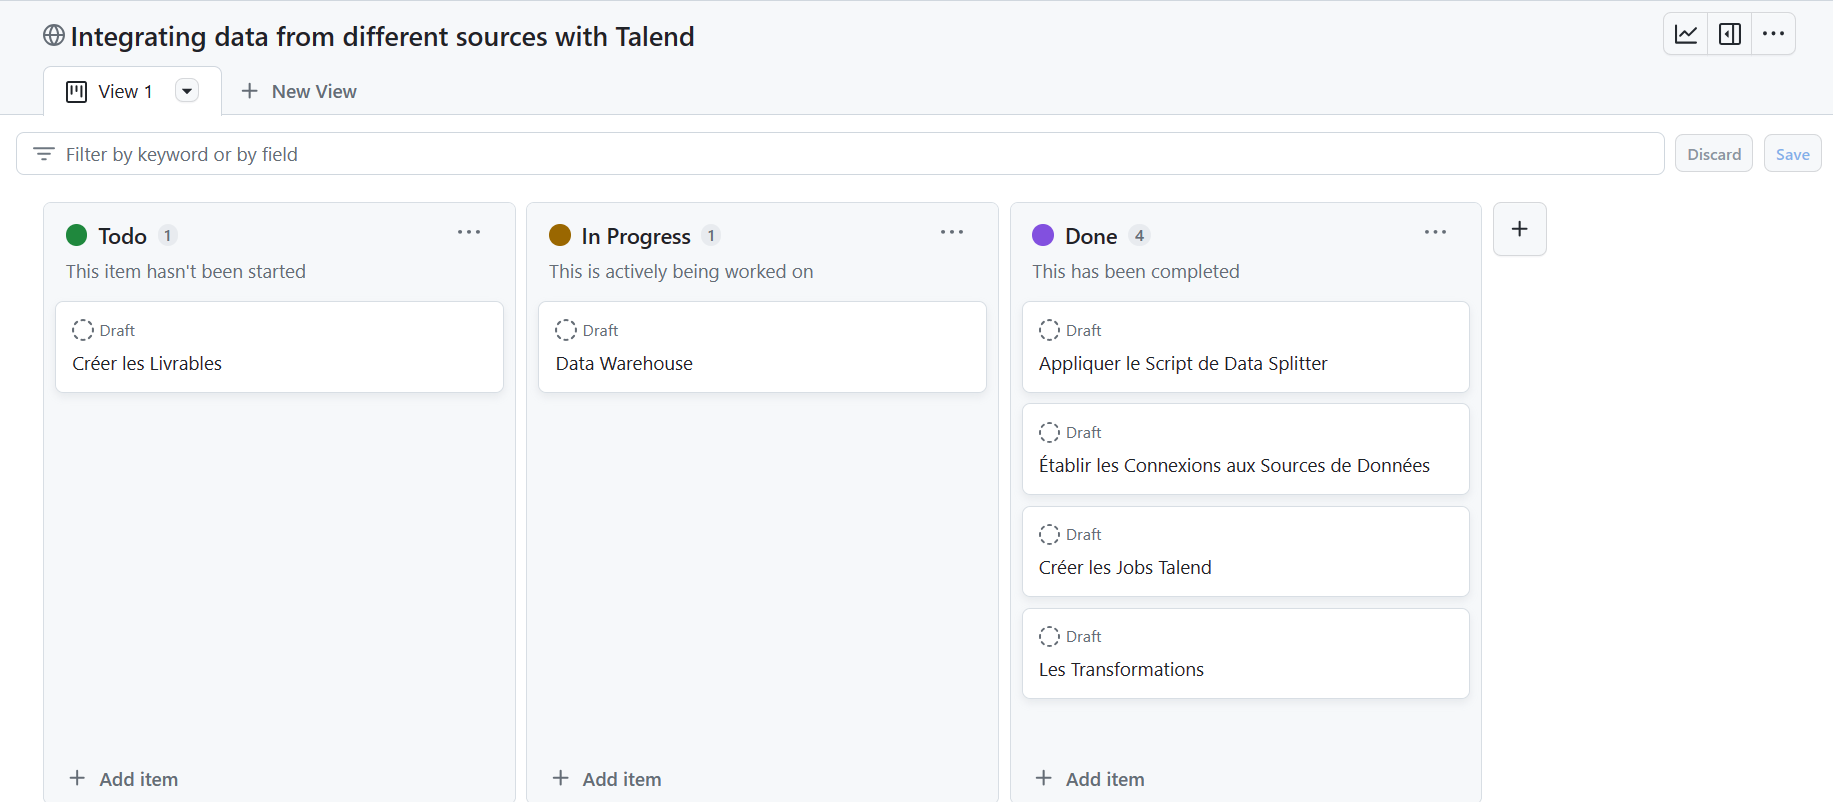 Integrating data from different sources with Talend
View 1
New View
Filter by keyword or by field
Discard
Save
Todo 1
This item hasn't been started
Draft
Créer les Livrables
Add item
In Progress 1
This is actively being worked on
Draft
Data Warehouse
Add item
Done 4
This has been completed
Draft
Appliquer le Script de Data Splitter
Draft
Établir les Connexions aux Sources de Données
Draft
Créer les Jobs Talend
Draft
Les Transformations
Add item